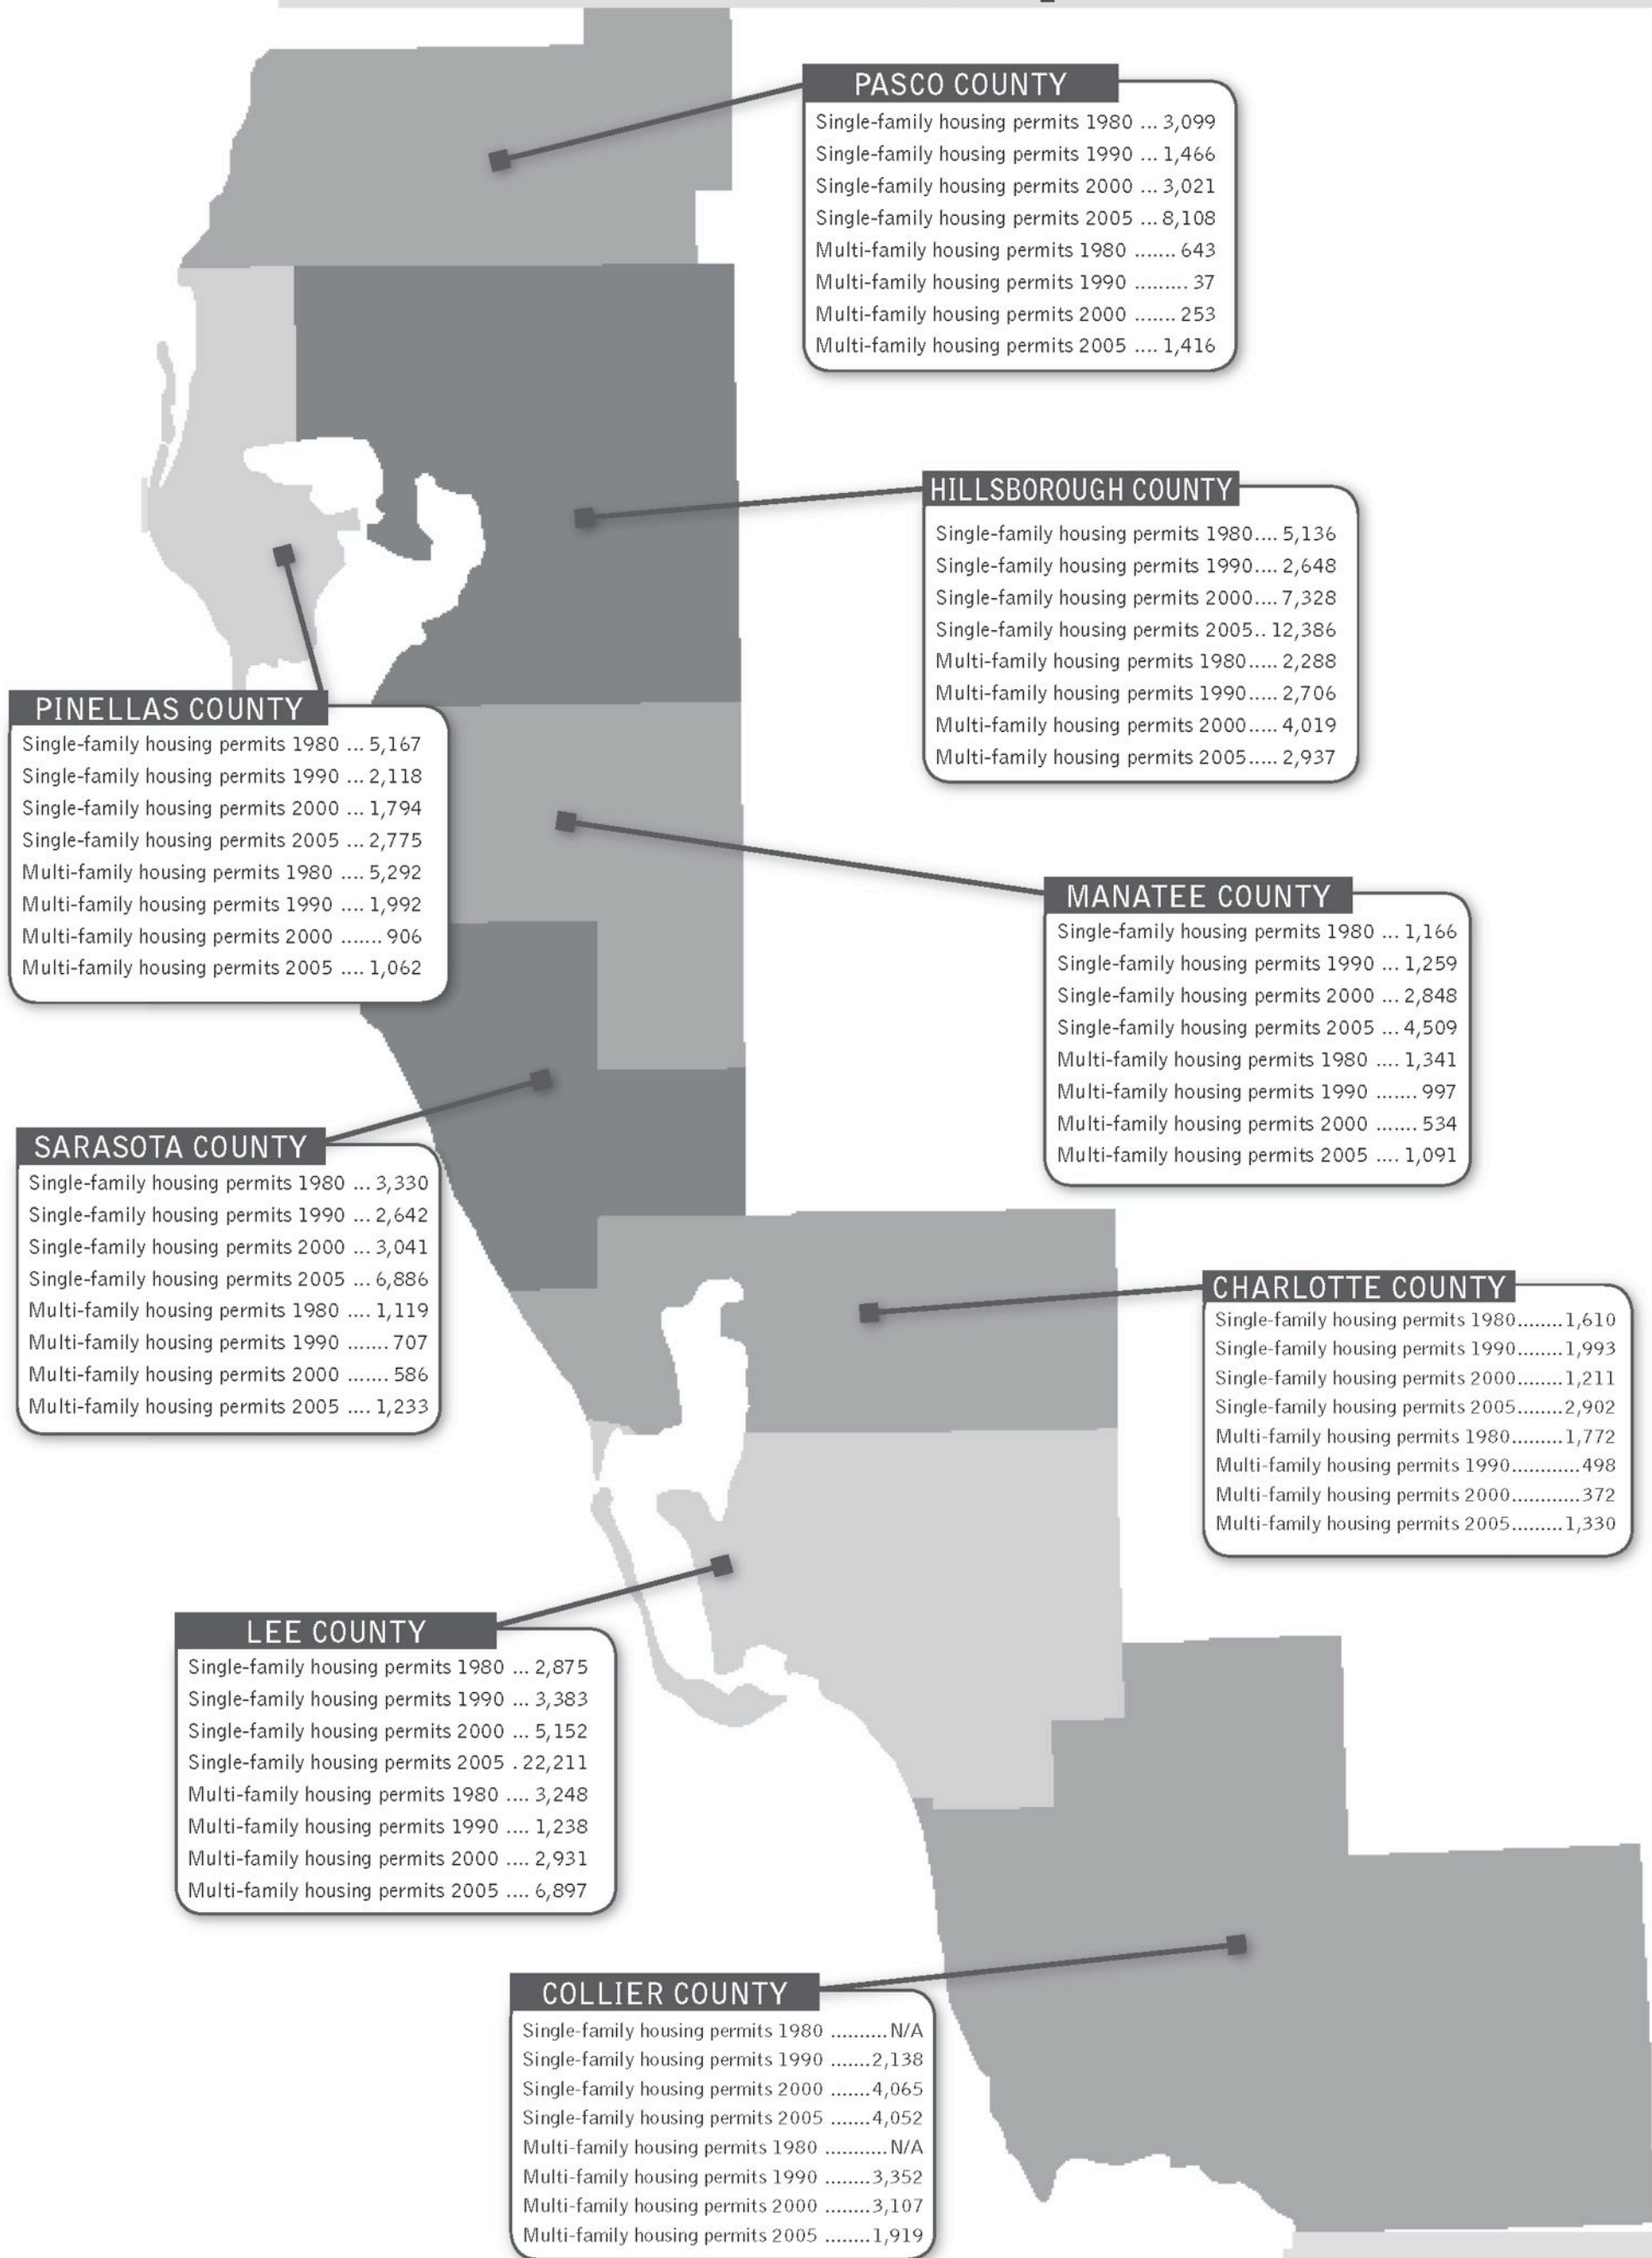 PASCO COUNTY
Single-family housing permits 1980 ... 3,099
Single-family housing permits 1990 ... 1,466
Single-family housing permits 2000 ... 3,021
Single-family housing permits 2005 ... 8,108
Multi-family housing permits 1980 ....... 643
Multi-family housing permits 1990 ......... 37
Multi-family housing permits 2000 ....... 253
Multi-family housing permits 2005 .... 1,416
HILLSBOROUGH COUNTY
Single-family housing permits 1980.... 5,136
Single-family housing permits 1990.... 2,648
Single-family housing permits 2000.... 7,328
Single-family housing permits 2005.. 12,386
Multi-family housing permits 1980..... 2,288
Multi-family housing permits 1990..... 2,706
Multi-family housing permits 2000..... 4,019
Multi-family housing permits 2005..... 2,937
PINELLAS COUNTY
Single-family housing permits 1980 ... 5,167
Single-family housing permits 1990 ... 2,118
Single-family housing permits 2000 ... 1,794
Single-family housing permits 2005 ... 2,775
Multi-family housing permits 1980 .... 5,292
Multi-family housing permits 1990 .... 1,992
Multi-family housing permits 2000 ....... 906
Multi-family housing permits 2005 .... 1,062
MANATEE COUNTY
Single-family housing permits 1980 ... 1,166
Single-family housing permits 1990 ... 1,259
Single-family housing permits 2000 ... 2,848
Single-family housing permits 2005 ... 4,509
Multi-family housing permits 1980 .... 1,341
Multi-family housing permits 1990 ....... 997
Multi-family housing permits 2000 ....... 534
Multi-family housing permits 2005 .... 1,091
SARASOTA COUNTY
Single-family housing permits 1980 ... 3,330
Single-family housing permits 1990 ... 2,642
Single-family housing permits 2000 ... 3,041
Single-family housing permits 2005 ... 6,886
Multi-family housing permits 1980 .... 1,119
Multi-family housing permits 1990 ....... 707
Multi-family housing permits 2000 ....... 586
Multi-family housing permits 2005 .... 1,233
CHARLOTTE COUNTY
Single-family housing permits 1980........1,610
Single-family housing permits 1990........1,993
Single-family housing permits 2000........1,211
Single-family housing permits 2005........2,902
Multi-family housing permits 1980.........1,772
Multi-family housing permits 1990............498
Multi-family housing permits 2000............372
Multi-family housing permits 2005.........1,330
LEE COUNTY
Single-family housing permits 1980 ... 2,875
Single-family housing permits 1990 ... 3,383
Single-family housing permits 2000 ... 5,152
Single-family housing permits 2005 . 22,211
Multi-family housing permits 1980 .... 3,248
Multi-family housing permits 1990 .... 1,238
Multi-family housing permits 2000 .... 2,931
Multi-family housing permits 2005 .... 6,897
COLLIER COUNTY
Single-family housing permits 1980 ..........N/A
Single-family housing permits 1990 .......2,138
Single-family housing permits 2000 .......4,065
Single-family housing permits 2005 .......4,052
Multi-family housing permits 1980 ...........N/A
Multi-family housing permits 1990 ........3,352
Multi-family housing permits 2000 ........3,107
Multi-family housing permits 2005 ........1,919